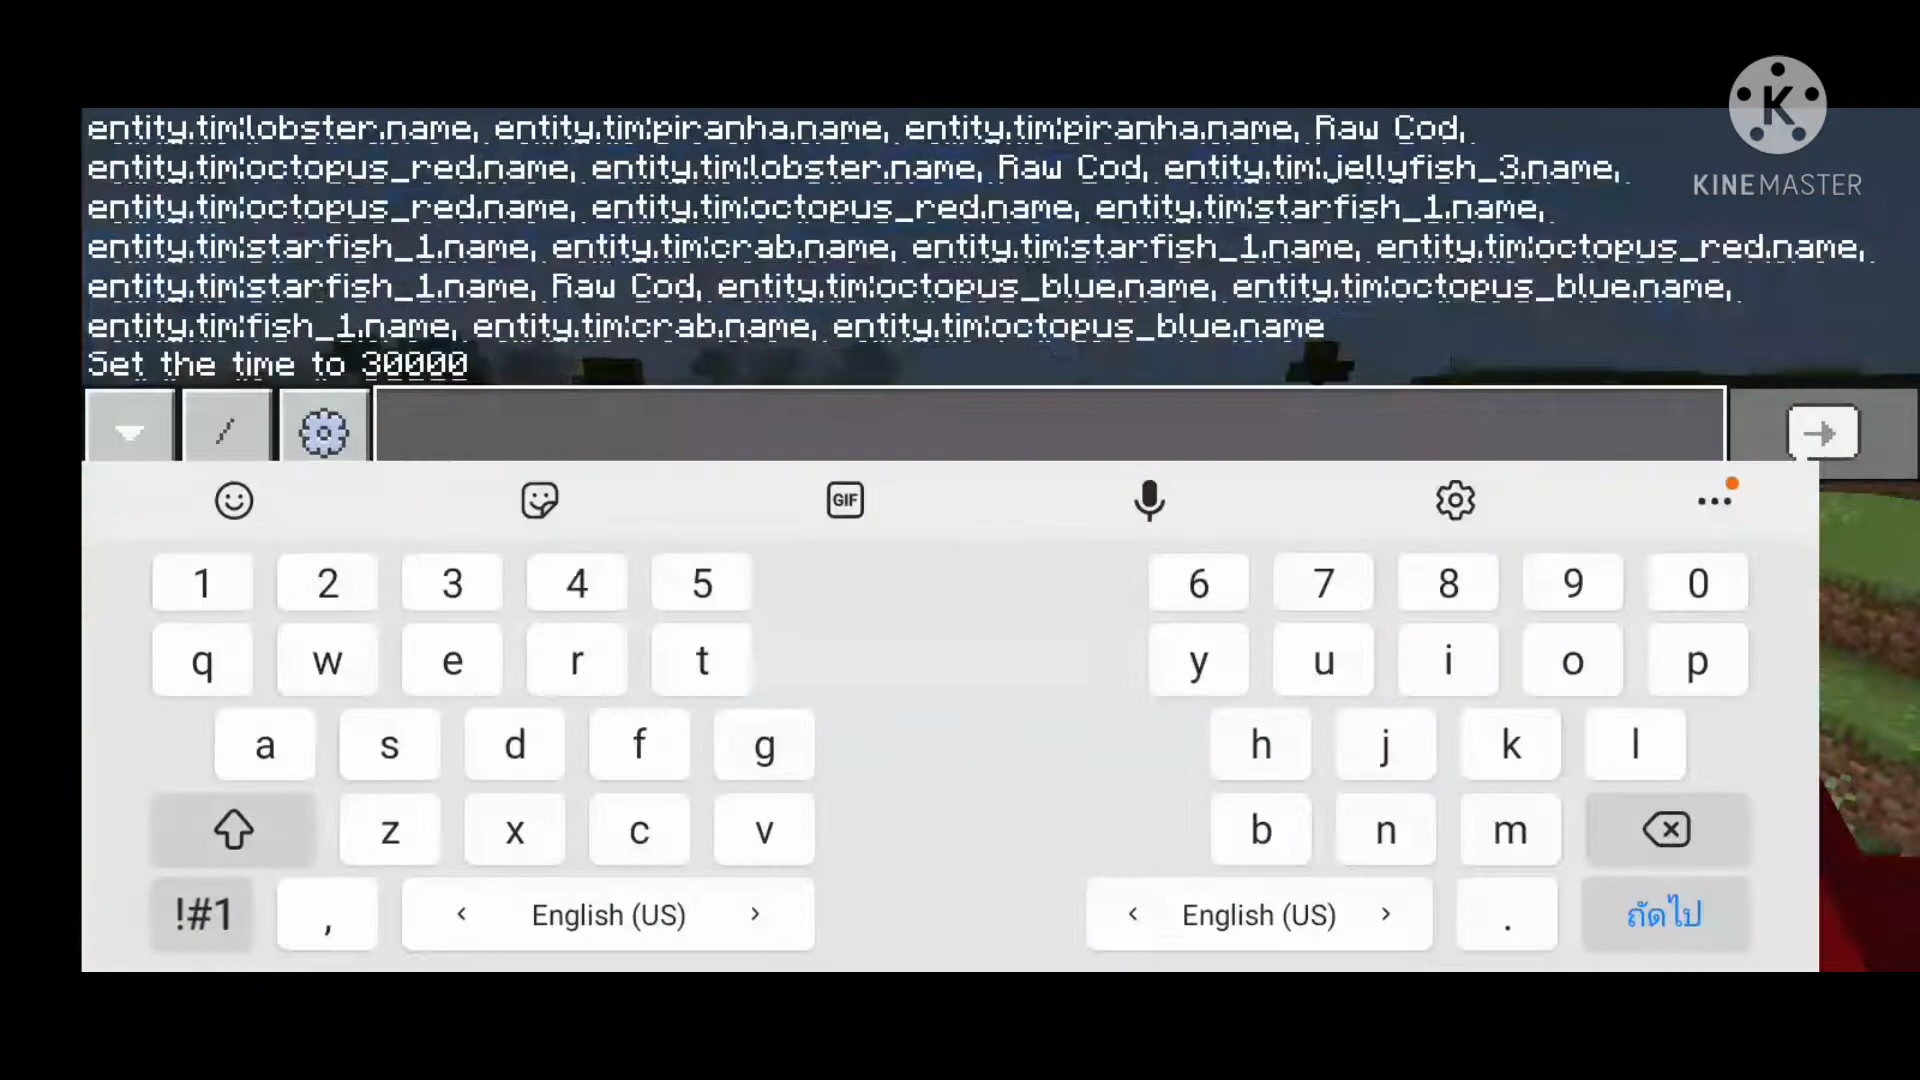 entity.tim:lobster.name, entity.tim:piranha.name, entity.tim:piranha.name, Raw Cod,
entity.tim:octopus_red.name, entity.tim:lobster.name, Raw Cod, entity.tim:jellyfish_3.name,
entity.tim:octopus_red.name, entity.tim:octopus_red.name, entity.tim:starfish_1.name,
entity.tim:starfish_1.name, entity.tim:crab.name, entity.tim:starfish_1.name, entity.tim:octopus_red.name,
entity.tim:starfish_1.name, Raw Cod, entity.tim:octopus_blue.name, entity.tim:octopus_blue.name,
entity.tim:fish_1.name, entity.tim:crab.name, entity.tim:octopus_blue.name
Set the time to 30000
K
KINEMASTER
/
GIF
1 2 3 4 5 6 7 8 9 0
q w e r t y u i o p
a s d f g h j k l
z x c v b n m
!#1 , < English (US) > < English (US) > . ถัดไป